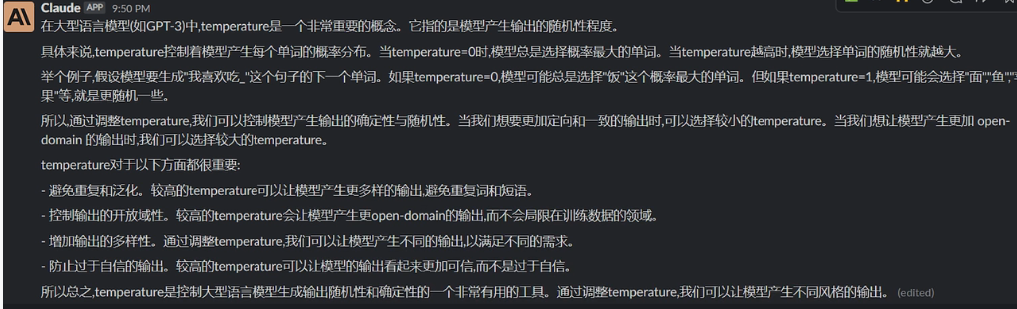 AI
Claude APP 9:50 PM
在大型语言模型(如GPT-3)中,temperature是一个非常重要的概念。它指的是模型产生输出的随机性程度。
具体来说,temperature控制着模型产生每个单词的概率分布。当temperature=0时,模型总是选择概率最大的单词。当temperature越高时,模型选择单词的随机性就越大。
举个例子,假设模型要生成"我喜欢吃_"这个句子的下一个单词。如果temperature=0,模型可能总是选择"饭"这个概率最大的单词。但如果temperature=1,模型可能会选择"面","鱼","
果"等,就是更随机一些。
所以,通过调整temperature,我们可以控制模型产生输出的确定性与随机性。当我们想要更加定向和一致的输出时,可以选择较小的temperature。当我们想让模型产生更加 open-
domain 的输出时,我们可以选择较大的temperature。
temperature对于以下方面都很重要:
- 避免重复和泛化。较高的temperature可以让模型产生更多样的输出,避免重复词和短语。
- 控制输出的开放域性。较高的temperature会让模型产生更open-domain的输出,而不会局限在训练数据的领域。
- 增加输出的多样性。通过调整temperature,我们可以让模型产生不同的输出,以满足不同的需求。
- 防止过于自信的输出。较高的temperature可以让模型的输出看起来更加可信,而不是过于自信。
所以总之,temperature是控制大型语言模型生成输出随机性和确定性的一个非常有用的工具。通过调整temperature,我们可以让模型产生不同风格的输出。 (edited)